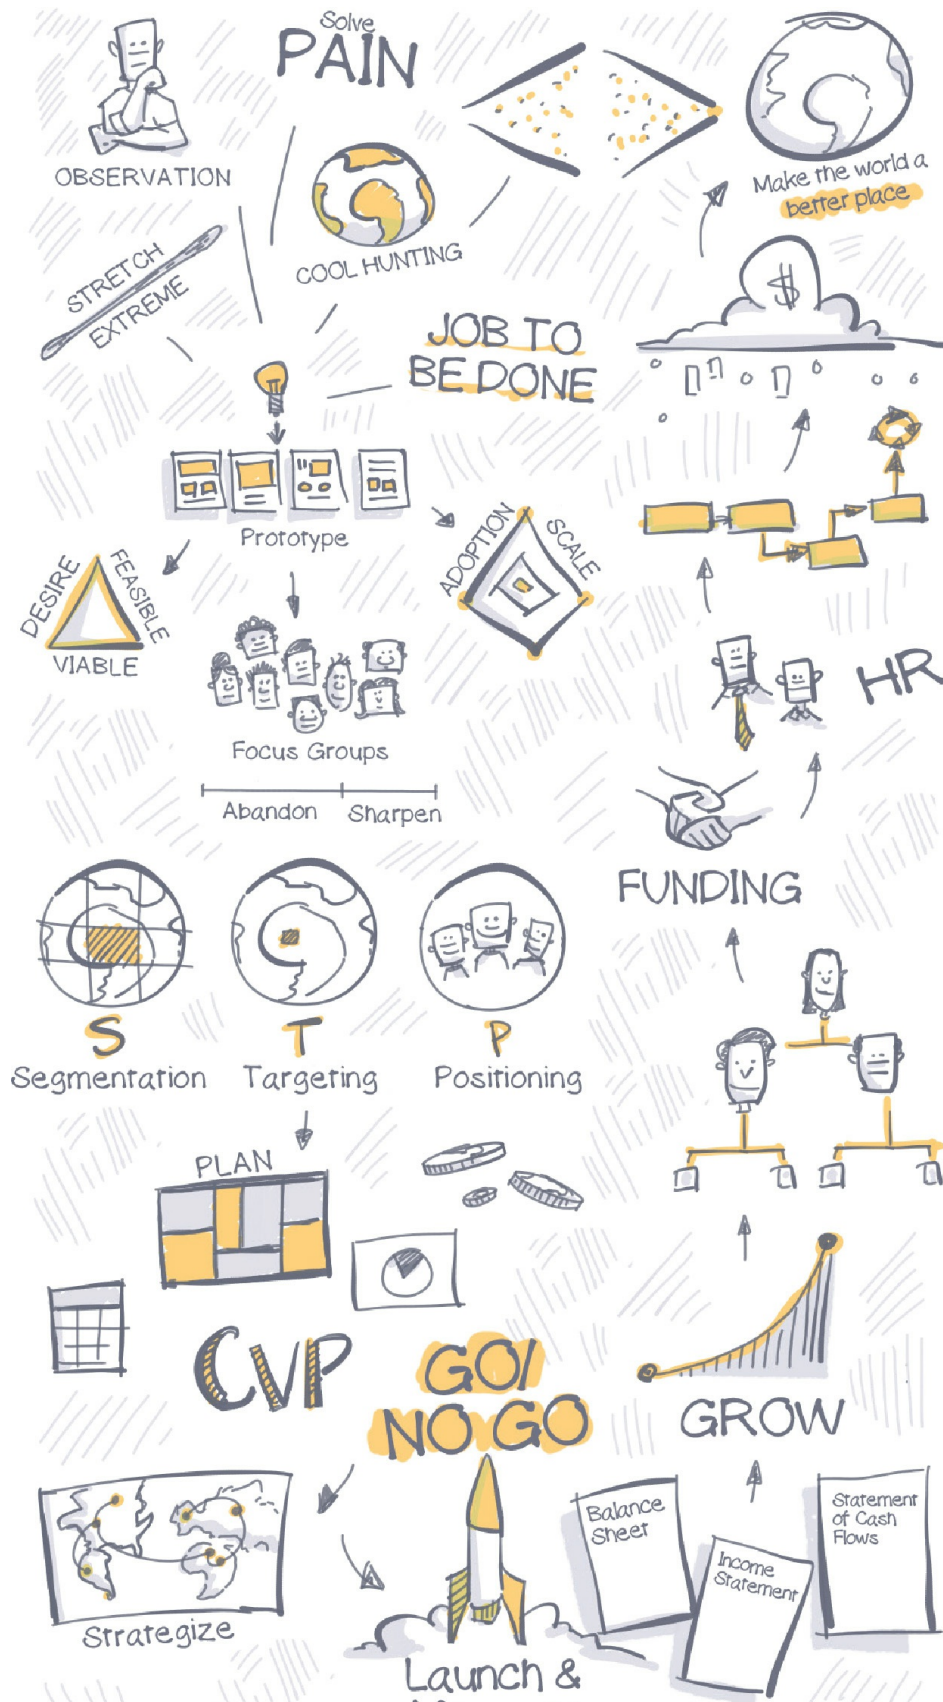 Solve
PAIN
OBSERVATION
STRETCH
EXTREME
COOL HUNTING
Make the world a
better place
$
JOB TO
BE DONE
Prototype
DESIRE
FEASIBLE
VIABLE
ADOPTION
SCALE
Focus Groups
Abandon
Sharpen
HR
FUNDING
S
Segmentation
T
Targeting
P
Positioning
PLAN
CVP
GO/
NO GO
GROW
Strategize
Balance
Sheet
Income
Statement
Statement
of Cash
Flows
Launch &